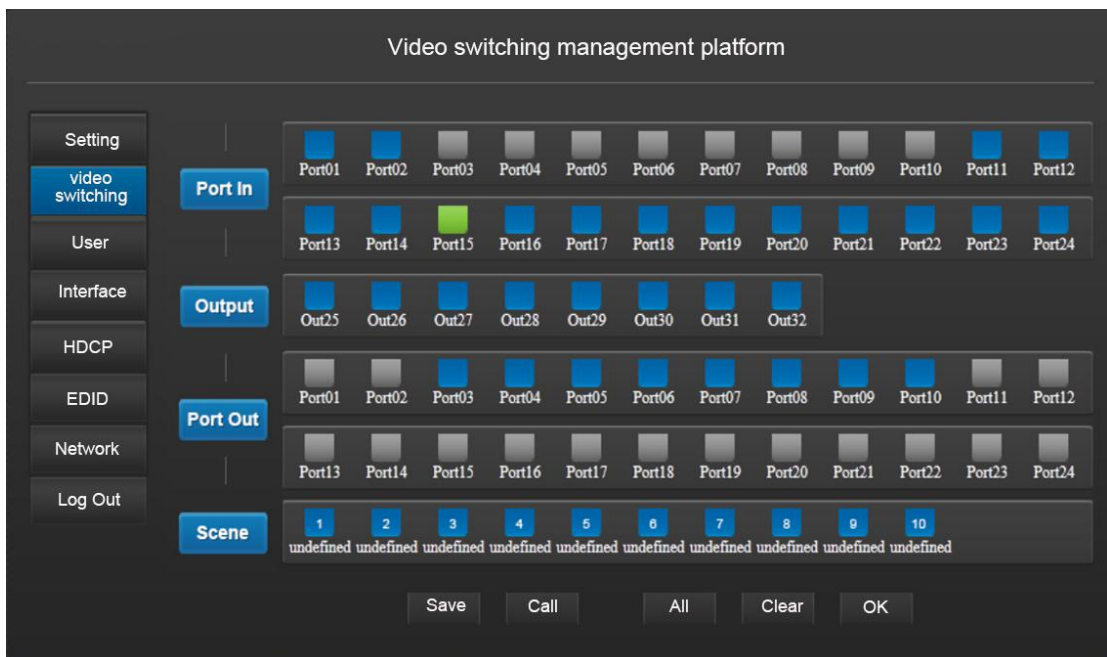 Video switching management platform
Setting
video
switching
User
Interface
HDCP
EDID
Network
Log Out
Port In
Port01 Port02 Port03 Port04 Port05 Port06 Port07 Port08 Port09 Port10 Port11 Port12
Port13 Port14 Port15 Port16 Port17 Port18 Port19 Port20 Port21 Port22 Port23 Port24
Output
Out25 Out26 Out27 Out28 Out29 Out30 Out31 Out32
Port Out
Port01 Port02 Port03 Port04 Port05 Port06 Port07 Port08 Port09 Port10 Port11 Port12
Port13 Port14 Port15 Port16 Port17 Port18 Port19 Port20 Port21 Port22 Port23 Port24
Scene
1 2 3 4 5 6 7 8 9 10
undefined undefined undefined undefined undefined undefined undefined undefined undefined undefined
Save Call All Clear OK